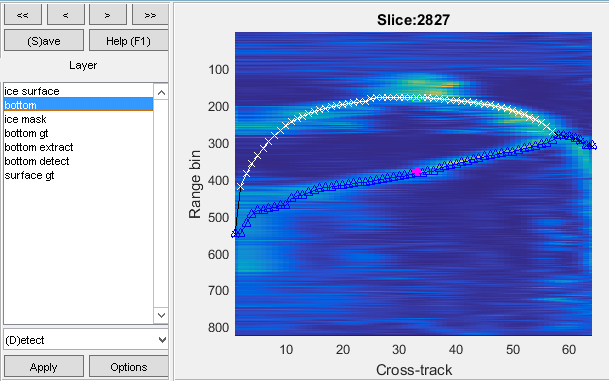 << < > >>
(S)ave Help (F1)
Layer
ice surface
bottom
ice mask
bottom gt
bottom extract
bottom detect
surface gt
(D)etect
Apply Options
Slice:2827
Range bin
100
200
300
400
500
600
700
800
10 20 30 40 50 60
Cross-track